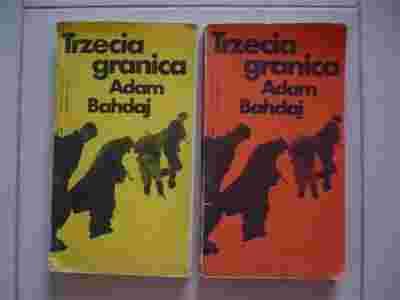 Trzecia
granica
Adam
Bahdaj
Trzecia
granica
Adam
Bahdaj